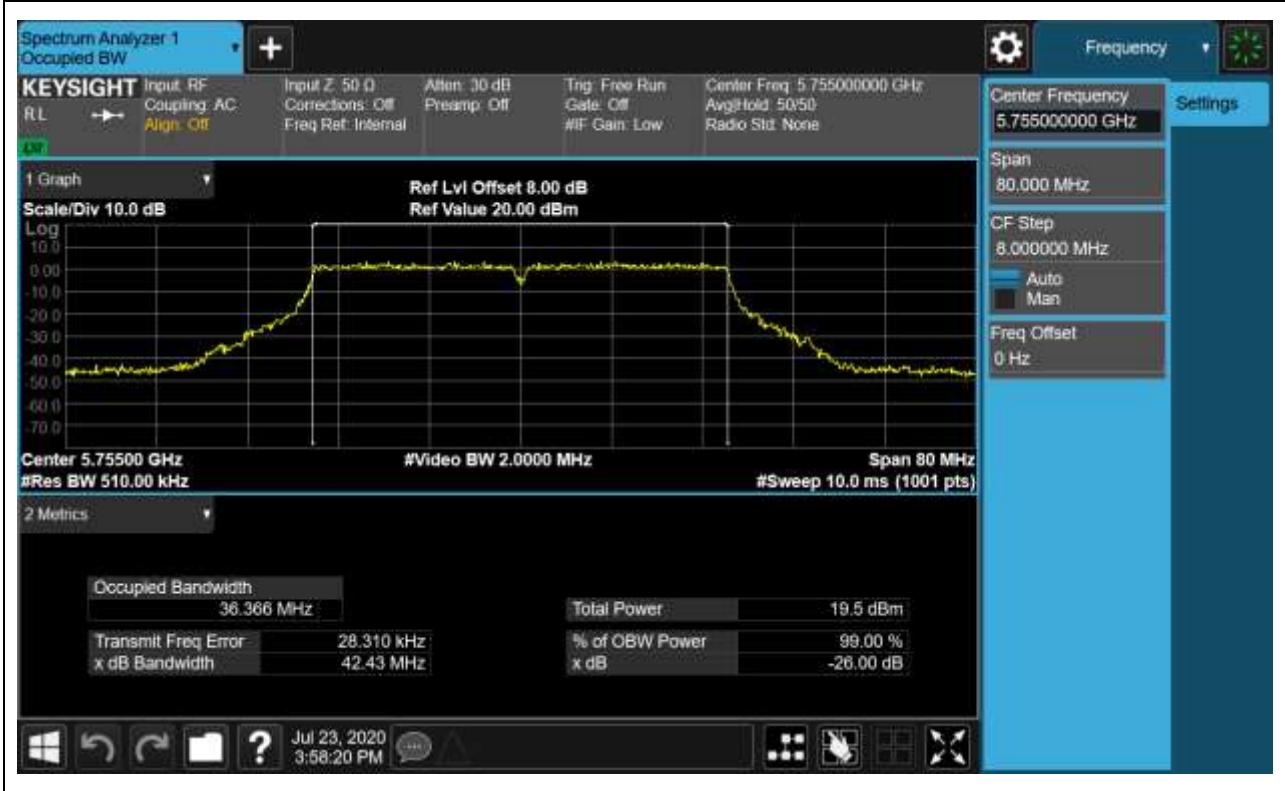 Spectrum Analyzer 1
Occupied BW
Frequency
KEYSIGHT
RL
Input: RF
Coupling: AC
Align: Off
Input Z: 50 Ω
Corrections: Off
Freq Ref: Internal
Atten: 30 dB
Preamp: Off
Trig: Free Run
Gate: Off
#IF Gain: Low
Center Freq: 5.755000000 GHz
Avg|Hold: 50/50
Radio Std: None
Center Frequency
5.755000000 GHz
Settings
Span
80.000 MHz
CF Step
8.000000 MHz
Auto
Man
Freq Offset
0 Hz
1 Graph
Scale/Div 10.0 dB
Ref Lvl Offset 8.00 dB
Ref Value 20.00 dBm
Log
10.0
0.00
-10.0
-20.0
-30.0
-40.0
-50.0
-60.0
-70.0
Center 5.75500 GHz
#Video BW 2.0000 MHz
Span 80 MHz
#Res BW 510.00 kHz
#Sweep 10.0 ms (1001 pts)
2 Metrics
Occupied Bandwidth
36.366 MHz
Total Power 19.5 dBm
Transmit Freq Error 28.310 kHz
% of OBW Power 99.00 %
x dB Bandwidth 42.43 MHz
x dB -26.00 dB
?
Jul 23, 2020
3:58:20 PM